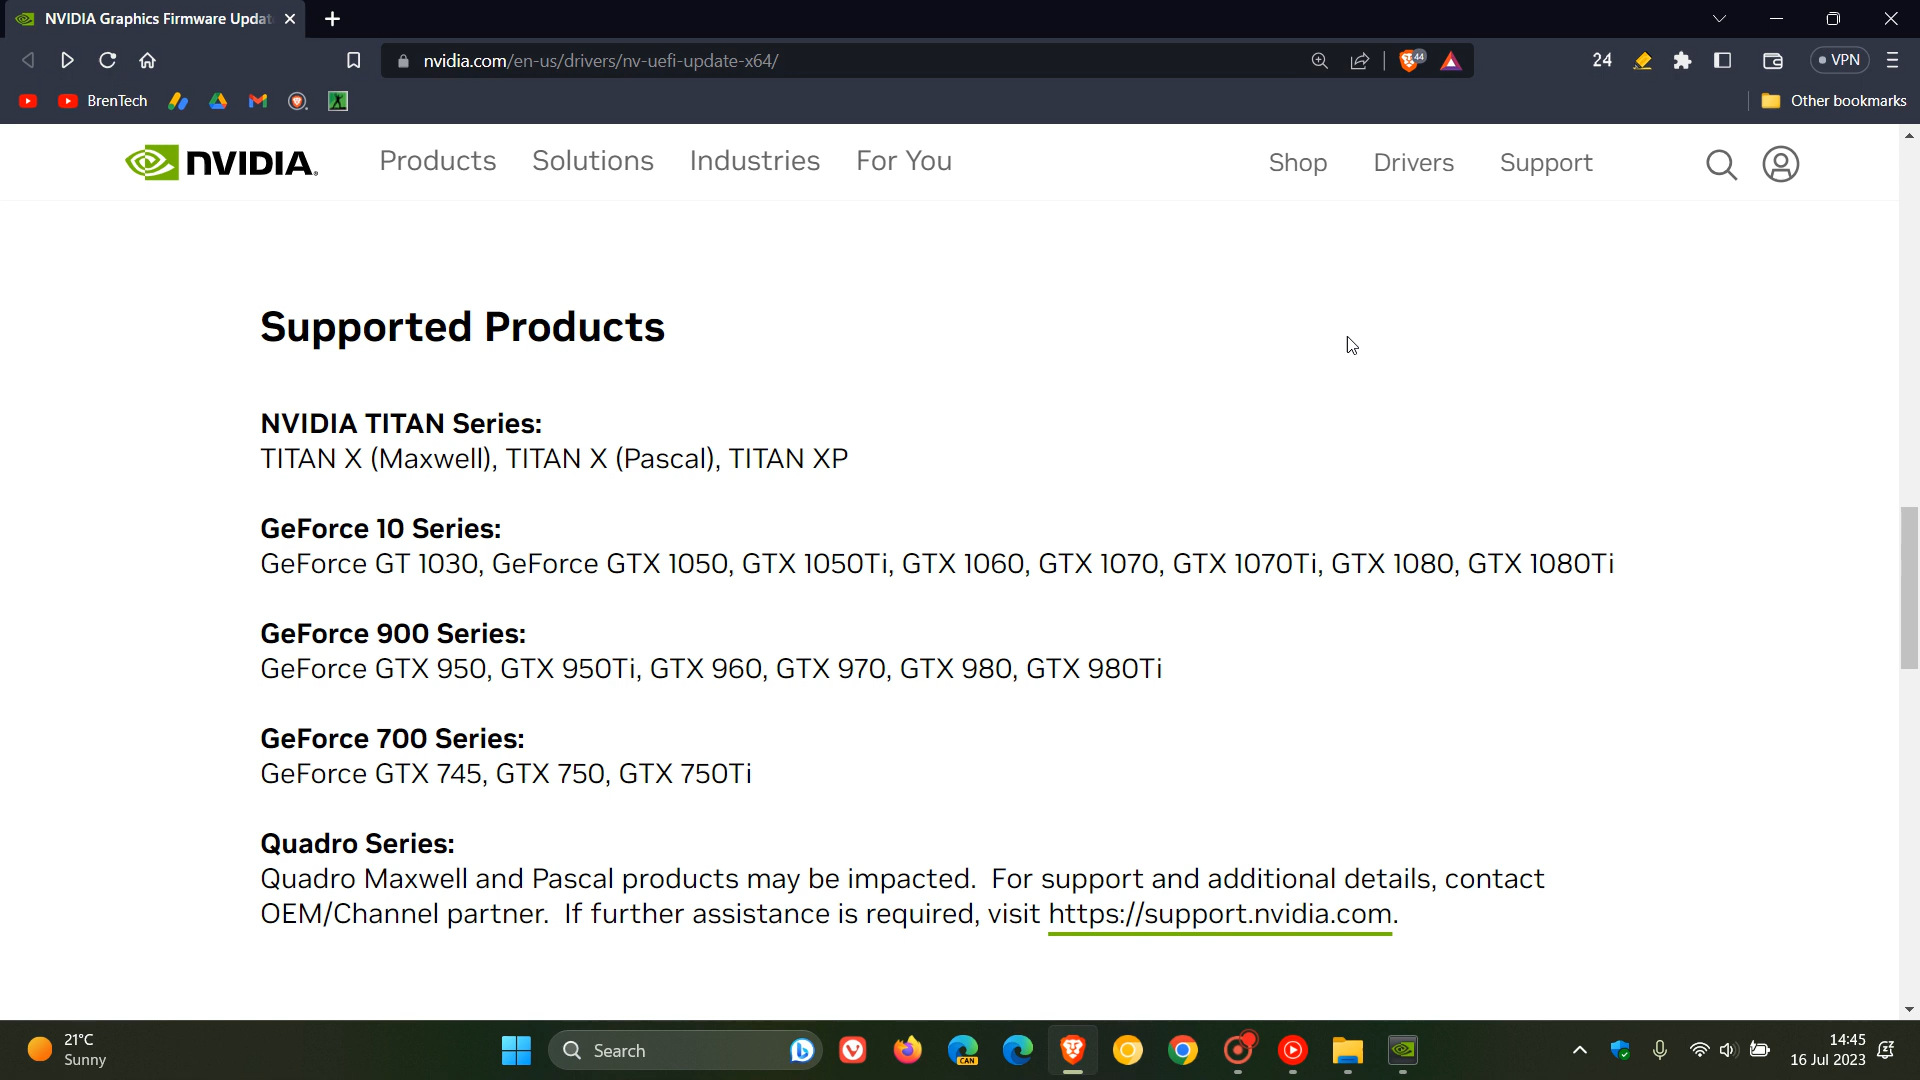 NVIDIA Graphics Firmware Updat
nvidia.com/en-us/drivers/nv-uefi-update-x64/
44
24
VPN
BrenTech
Other bookmarks
NVIDIA.
Products Solutions Industries For You
Shop Drivers Support
Supported Products
NVIDIA TITAN Series:
TITAN X (Maxwell), TITAN X (Pascal), TITAN XP
GeForce 10 Series:
GeForce GT 1030, GeForce GTX 1050, GTX 1050Ti, GTX 1060, GTX 1070, GTX 1070Ti, GTX 1080, GTX 1080Ti
GeForce 900 Series:
GeForce GTX 950, GTX 950Ti, GTX 960, GTX 970, GTX 980, GTX 980Ti
GeForce 700 Series:
GeForce GTX 745, GTX 750, GTX 750Ti
Quadro Series:
Quadro Maxwell and Pascal products may be impacted. For support and additional details, contact
OEM/Channel partner. If further assistance is required, visit https://support.nvidia.com.
21°C
Sunny
Search
CAN
14:45
16 Jul 2023